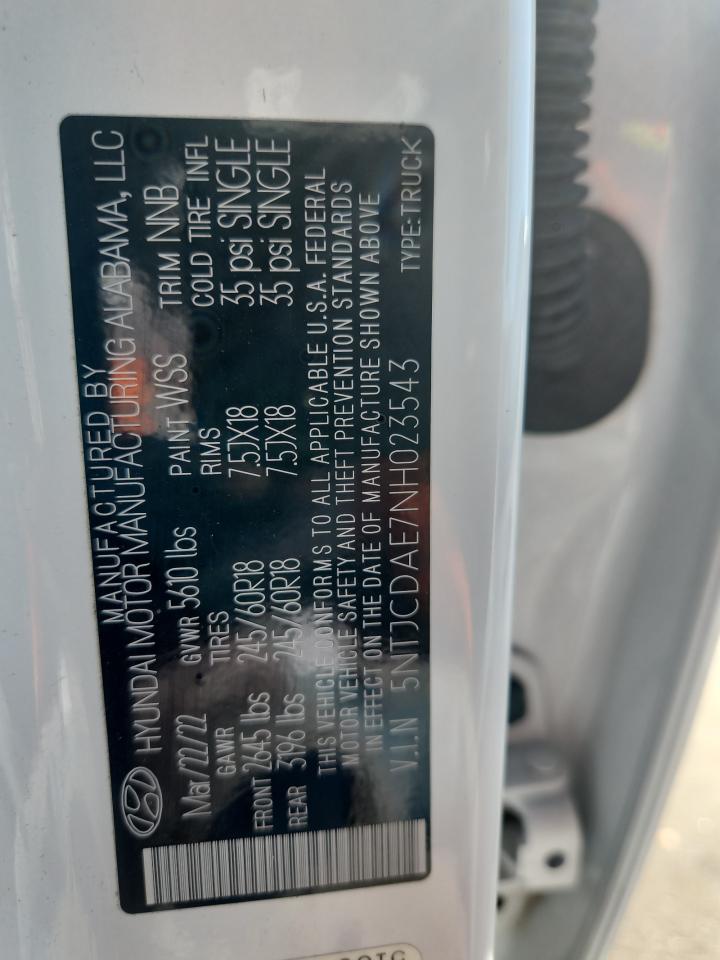 MANUFACTURED BY
HYUNDAI MOTOR MANUFACTURING ALABAMA, LLC
Mar/22/22 GVWR 5610 lbs PAINT WSS TRIM NNB
GAWR TIRES RIMS COLD TIRE INFL
FRONT 2645 lbs 245/60R18 7.5JX18 35 psi SINGLE
REAR 3196 lbs 245/60R18 7.5JX18 35 psi SINGLE
THIS VEHICLE CONFORMS TO ALL APPLICABLE U.S.A. FEDERAL
MOTOR VEHICLE SAFETY AND THEFT PREVENTION STANDARDS
IN EFFECT ON THE DATE OF MANUFACTURE SHOWN ABOVE
V.I.N 5NTJCDAE7NH023543 TYPE:TRUCK